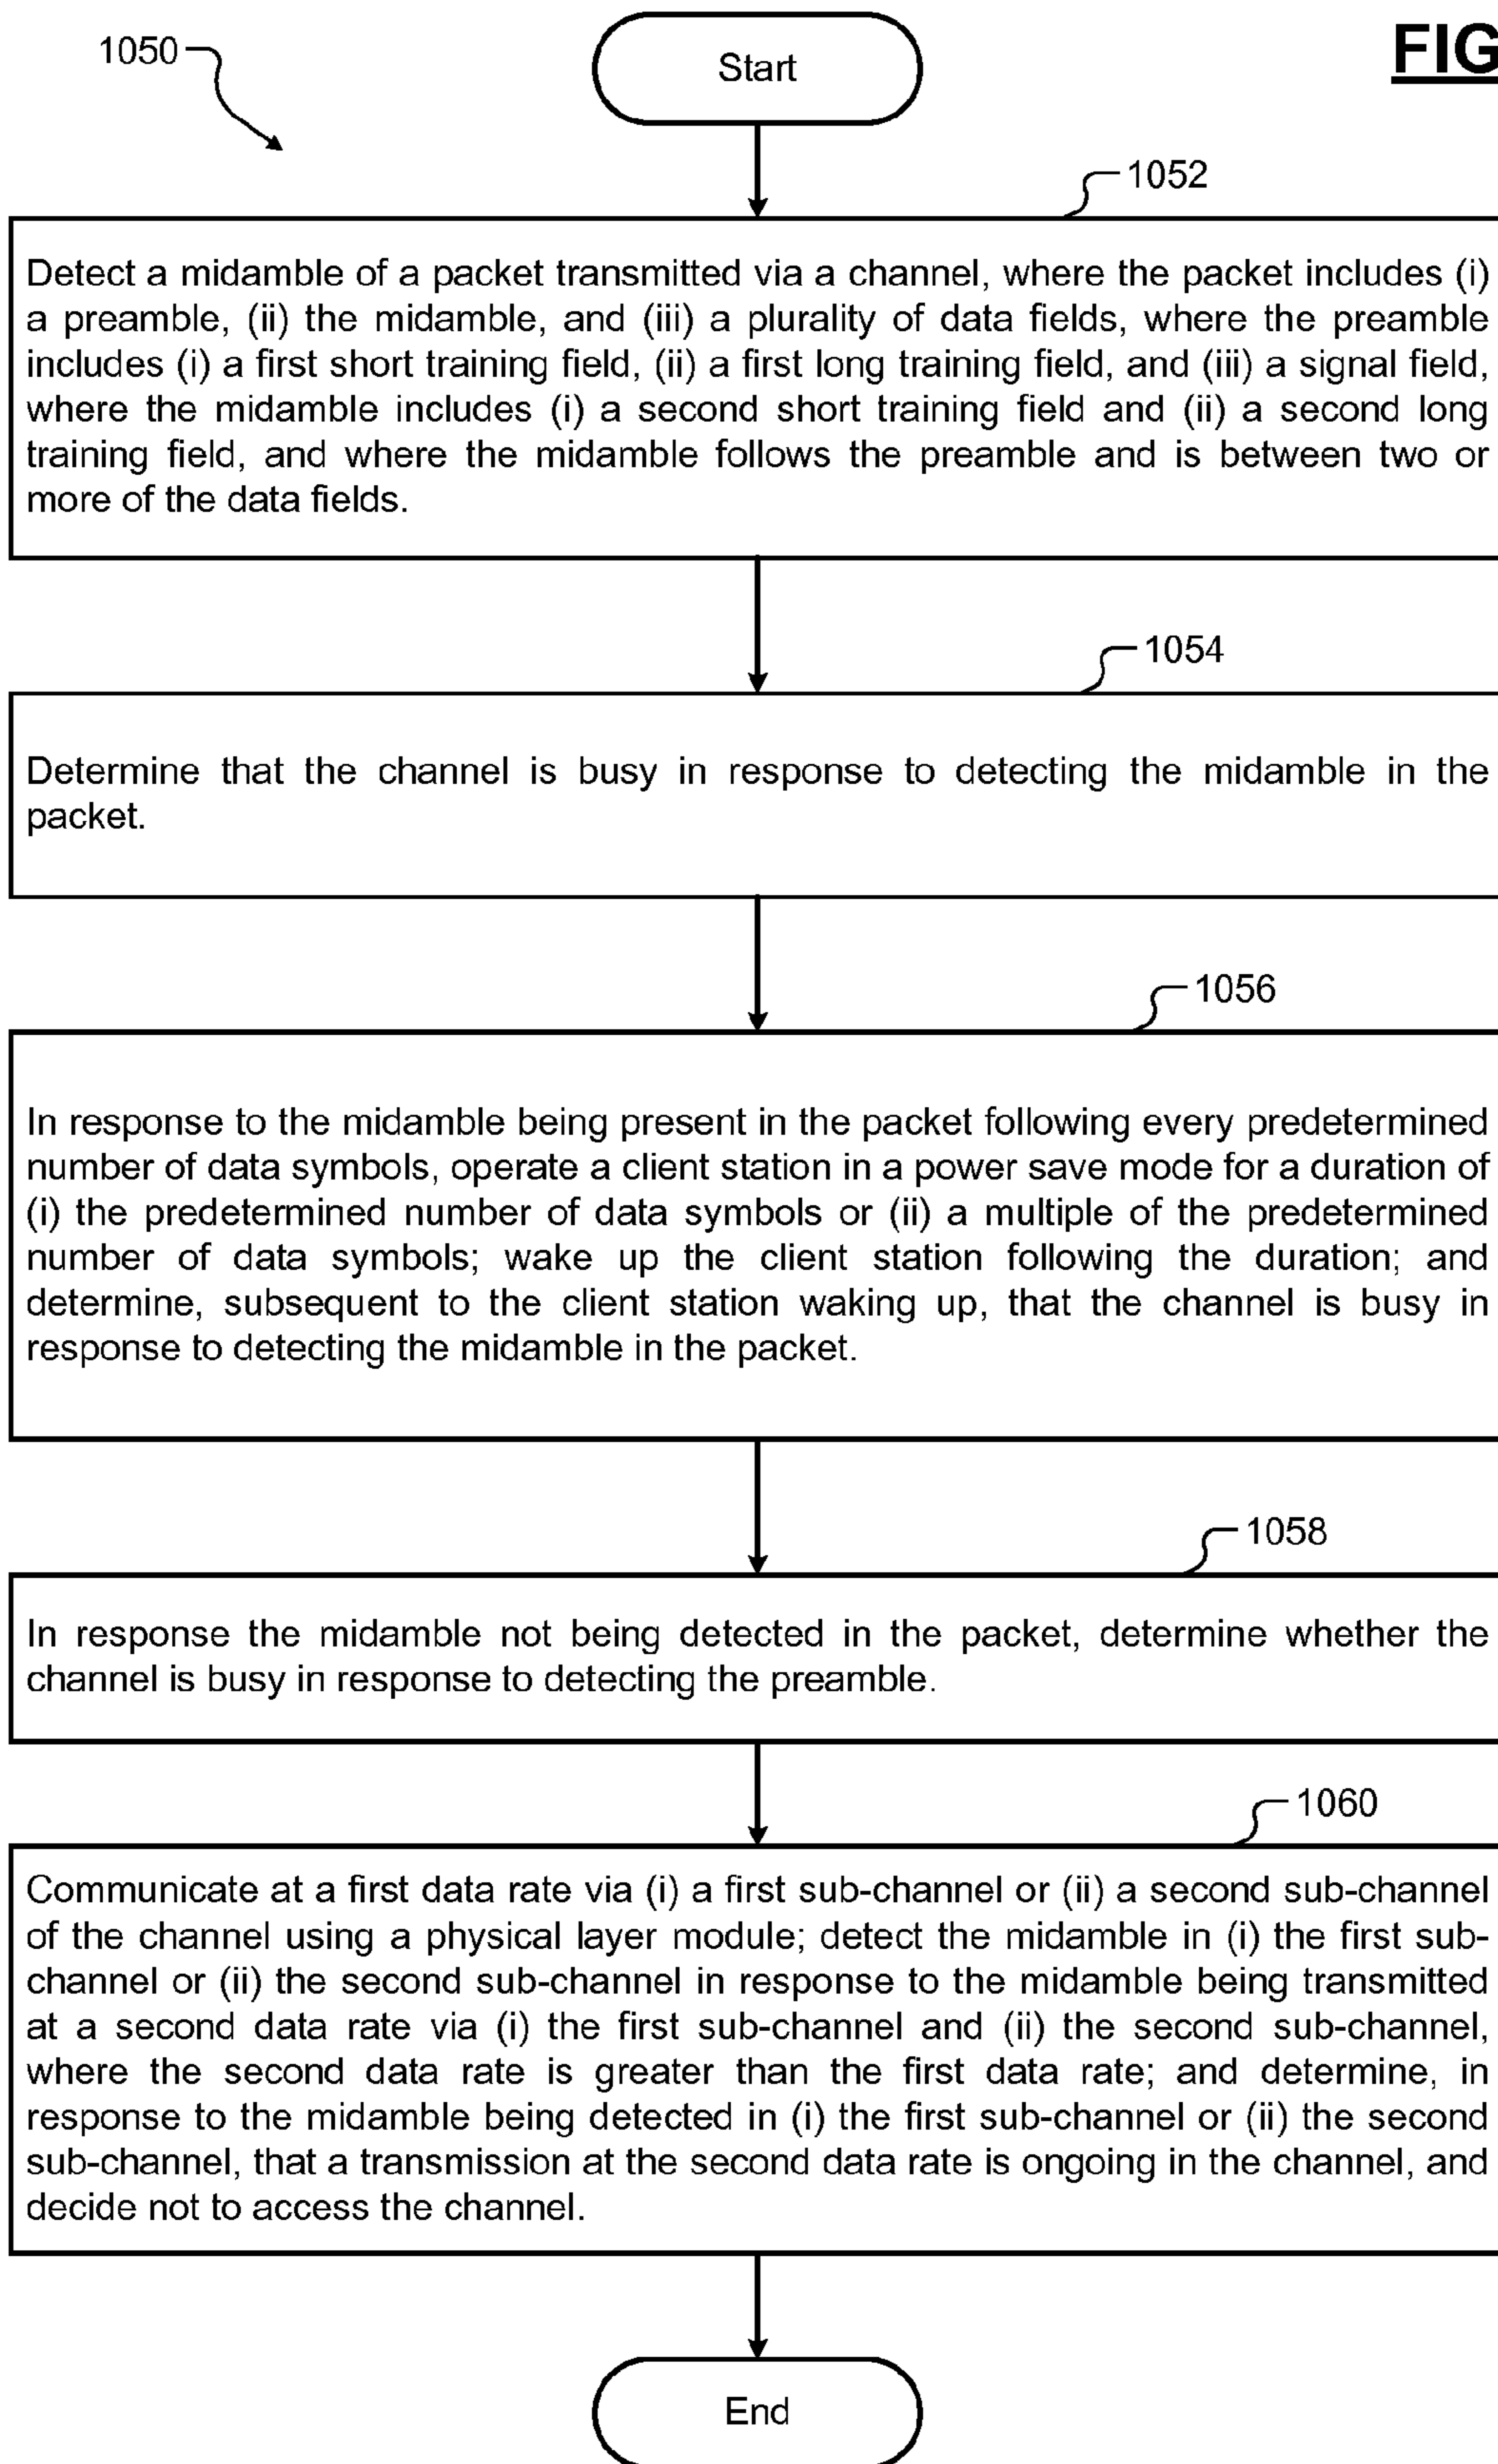 1050
Start
FIG
1052
Detect a midamble of a packet transmitted via a channel, where the packet includes (i)
a preamble, (ii) the midamble, and (iii) a plurality of data fields, where the preamble
includes (i) a first short training field, (ii) a first long training field, and (iii) a signal field,
where the midamble includes (i) a second short training field and (ii) a second long
training field, and where the midamble follows the preamble and is between two or
more of the data fields.
1054
Determine that the channel is busy in response to detecting the midamble in the
packet.
1056
In response to the midamble being present in the packet following every predetermined
number of data symbols, operate a client station in a power save mode for a duration of
(i) the predetermined number of data symbols or (ii) a multiple of the predetermined
number of data symbols; wake up the client station following the duration; and
determine, subsequent to the client station waking up, that the channel is busy in
response to detecting the midamble in the packet.
1058
In response the midamble not being detected in the packet, determine whether the
channel is busy in response to detecting the preamble.
1060
Communicate at a first data rate via (i) a first sub-channel or (ii) a second sub-channel
of the channel using a physical layer module; detect the midamble in (i) the first sub-
channel or (ii) the second sub-channel in response to the midamble being transmitted
at a second data rate via (i) the first sub-channel and (ii) the second sub-channel,
where the second data rate is greater than the first data rate; and determine, in
response to the midamble being detected in (i) the first sub-channel or (ii) the second
sub-channel, that a transmission at the second data rate is ongoing in the channel, and
decide not to access the channel.
End